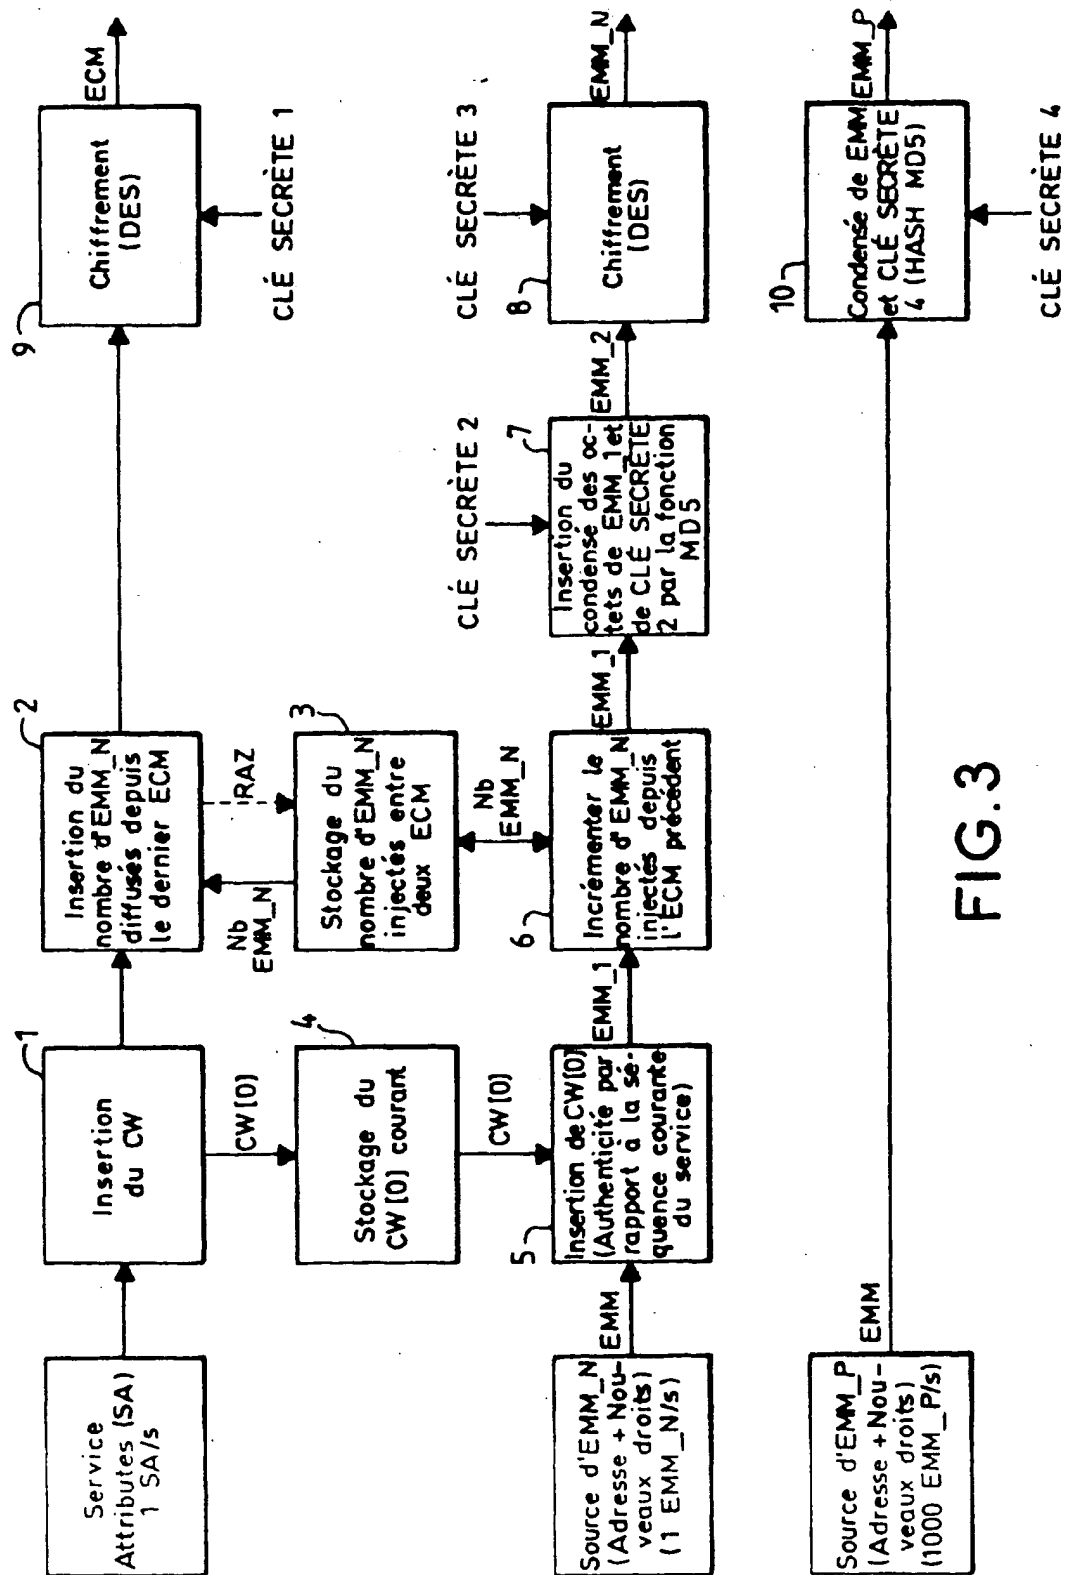 Service
Attributes (SA)
1 SA/s
1
Insertion
du CW
2
Insertion du
nombre d'EMM_N
diffusés depuis
le dernier ECM
9
Chiffrement
(DES)
ECM
CLÉ SECRÈTE 1
CW[0]
Nb
EMM_N
RAZ
4
Stockage du
CW[0] courant
3
Stockage du
nombre d'EMM_N
injectés entre
deux ECM
CW[0]
Nb
EMM_N
CLÉ SECRÈTE 2
CLÉ SECRÈTE 3
Source d'EMM_N
(Adresse + Nou-
veaux droits)
(1 EMM_N/s)
EMM
5
Insertion de CW[0]
(Authenticité par
rapport à la sé-
quence courante
du service)
EMM_1
6
Incrémenter le
nombre d'EMM_N
injectés depuis
l'ECM précédent
EMM_1
7
Insertion du
condensé des oc-
tets de EMM_1 et
de CLÉ SECRÈTE
2 par la fonction
MD5
EMM_2
8
Chiffrement
(DES)
EMM_N
Source d'EMM_P
(Adresse + Nou-
veaux droits)
(1000 EMM_P/s)
EMM
10
Condensé de EMM
et CLÉ SECRÈTE
4 (HASH MD5)
EMM_P
CLÉ SECRÈTE 4
FIG.3